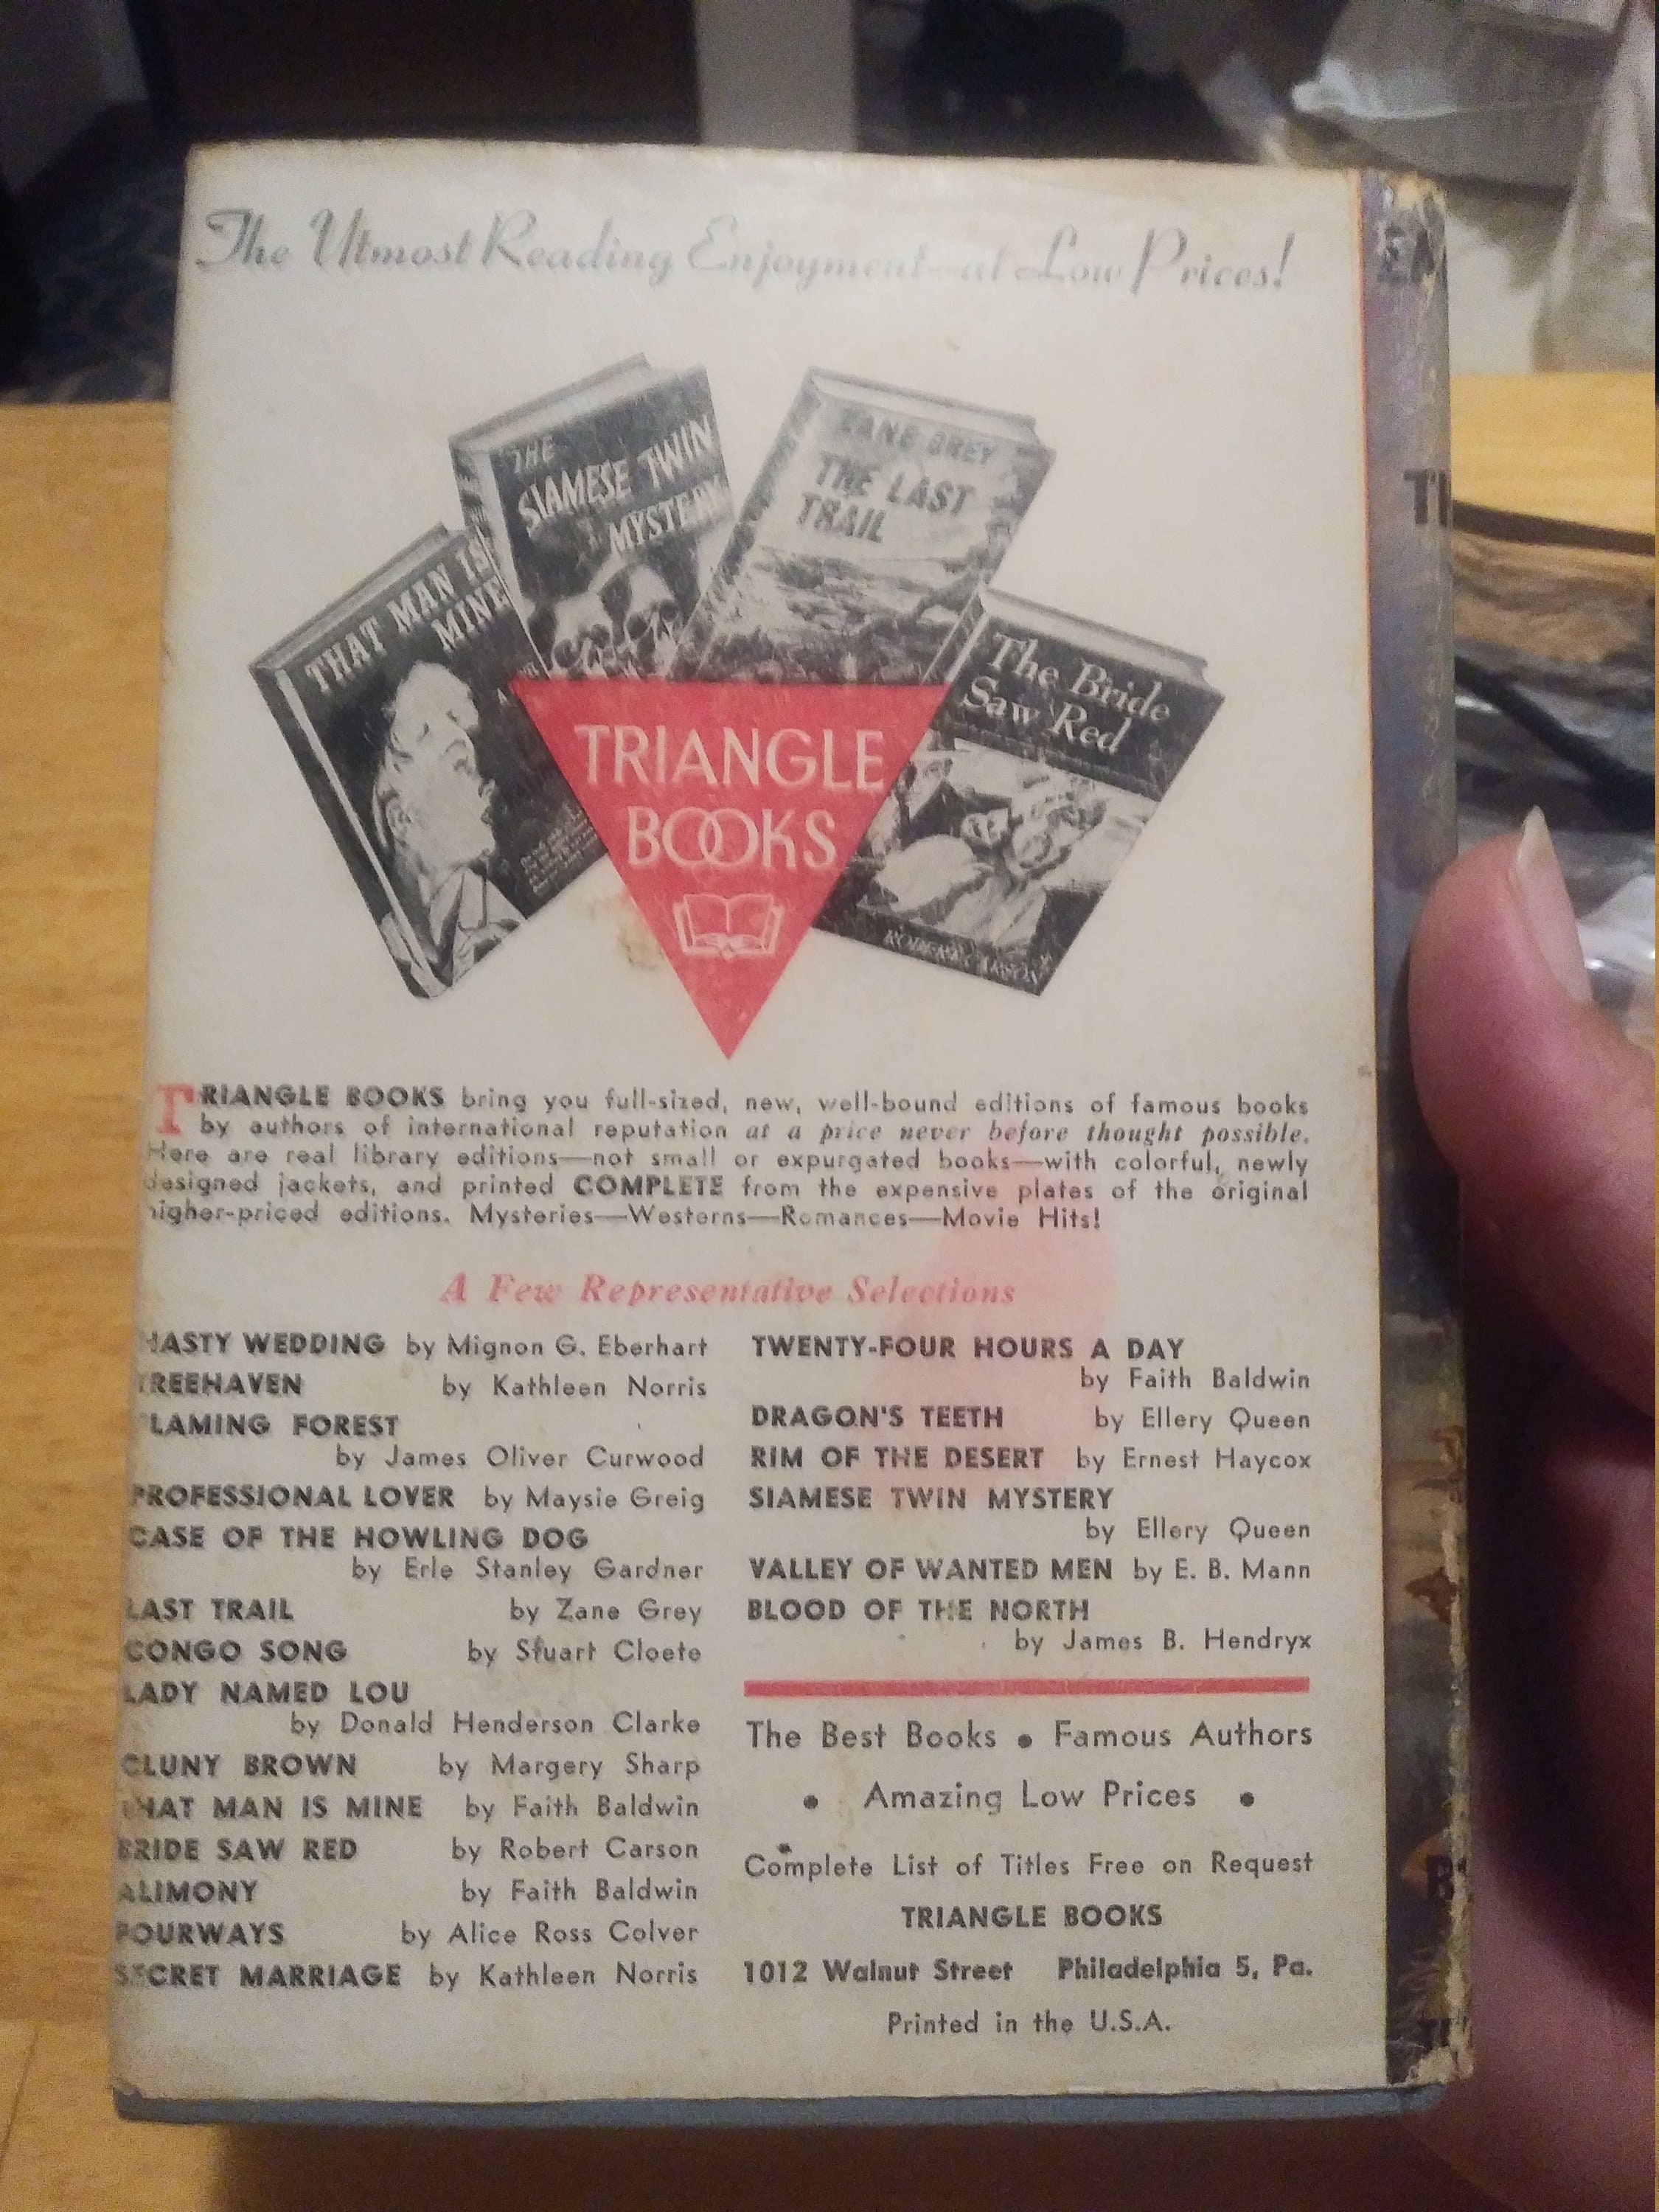 The Utmost Reading Enjoyment—at Low Prices!
THE
SIAMESE TWIN
MYSTERY
ZANE GREY
THE LAST
TRAIL
THAT MAN IS
MINE
The Bride
Saw Red
TRIANGLE
BOOKS
TRIANGLE BOOKS bring you full-sized, new, well-bound editions of famous books
by authors of international reputation at a price never before thought possible.
Here are real library editions—not small or expurgated books—with colorful, newly
designed jackets, and printed COMPLETE from the expensive plates of the original
higher-priced editions. Mysteries—Westerns—Romances—Movie Hits!
A Few Representative Selections
HASTY WEDDING by Mignon G. Eberhart
TREEHAVEN by Kathleen Norris
FLAMING FOREST
by James Oliver Curwood
PROFESSIONAL LOVER by Maysie Greig
CASE OF THE HOWLING DOG
by Erle Stanley Gardner
LAST TRAIL by Zane Grey
CONGO SONG by Stuart Cloete
LADY NAMED LOU
by Donald Henderson Clarke
CLUNY BROWN by Margery Sharp
THAT MAN IS MINE by Faith Baldwin
BRIDE SAW RED by Robert Carson
ALIMONY by Faith Baldwin
FOURWAYS by Alice Ross Colver
SECRET MARRIAGE by Kathleen Norris
TWENTY-FOUR HOURS A DAY
by Faith Baldwin
DRAGON'S TEETH by Ellery Queen
RIM OF THE DESERT by Ernest Haycox
SIAMESE TWIN MYSTERY
by Ellery Queen
VALLEY OF WANTED MEN by E. B. Mann
BLOOD OF THE NORTH
by James B. Hendryx
The Best Books • Famous Authors
• Amazing Low Prices •
Complete List of Titles Free on Request
TRIANGLE BOOKS
1012 Walnut Street Philadelphia 5, Pa.
Printed in the U.S.A.